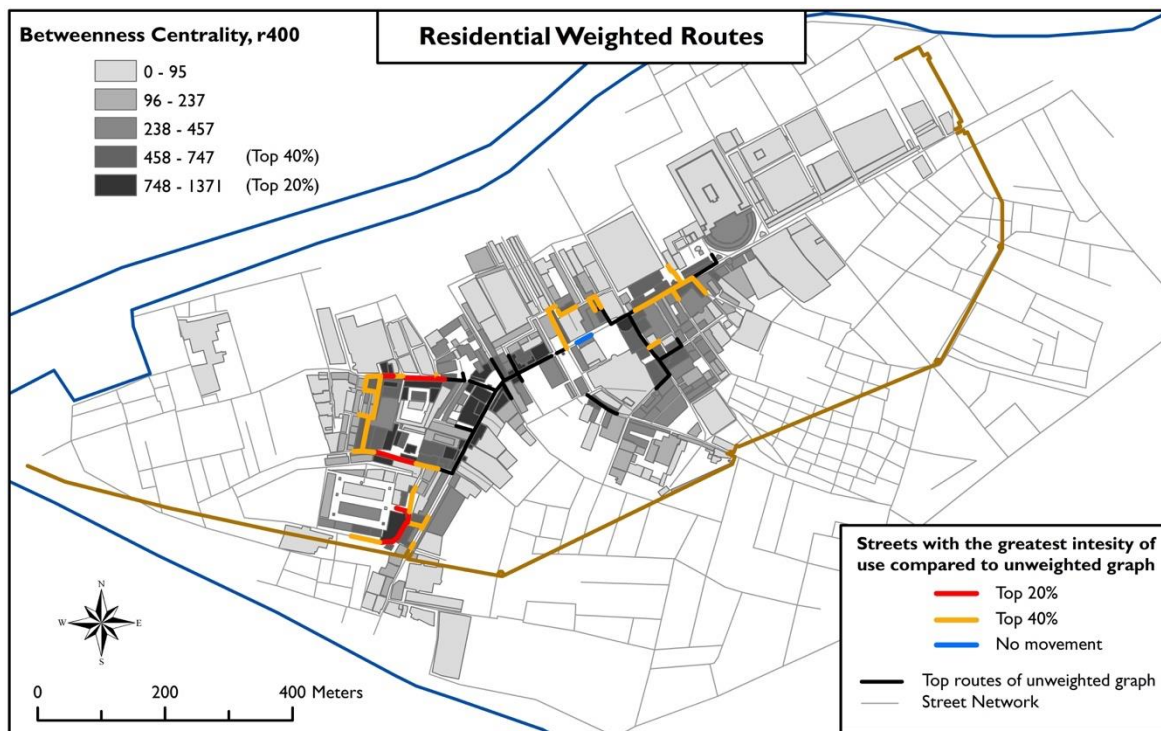 Residential Weighted Routes
Betweenness Centrality, r400
0 - 95
96 - 237
238 - 457
458 - 747 (Top 40%)
748 - 1371 (Top 20%)
N
W E
S
0 200 400 Meters
Streets with the greatest intesity of
use compared to unweighted graph
Top 20%
Top 40%
No movement
Top routes of unweighted graph
Street Network